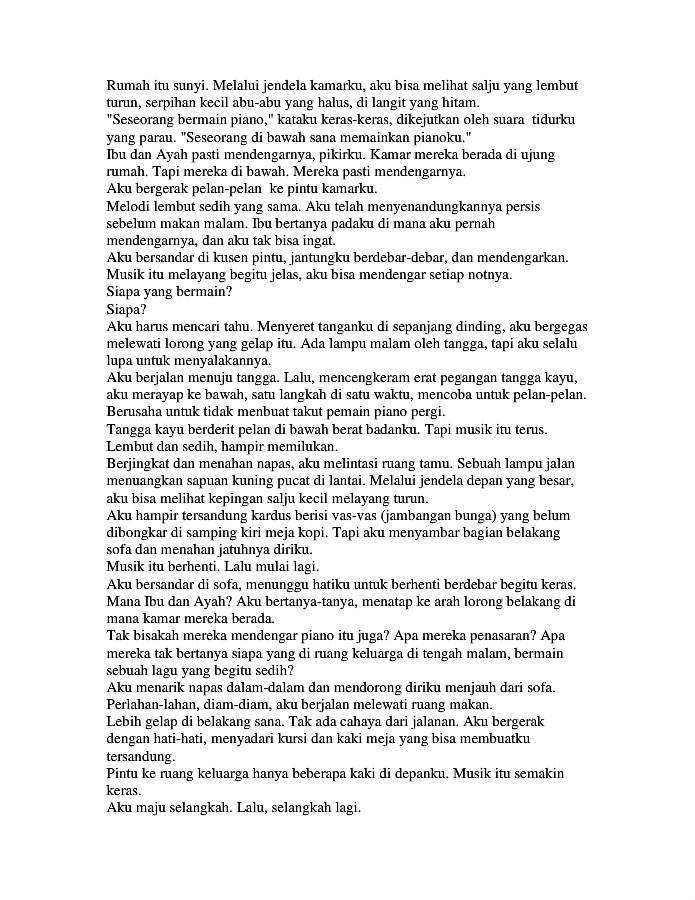 Rumah itu sunyi. Melalui jendela kamarku, aku bisa melihat salju yang lembut
turun, serpihan kecil abu-abu yang halus, di langit yang hitam.
"Seseorang bermain piano," kataku keras-keras, dikejutkan oleh suara  tidurku
yang parau. "Seseorang di bawah sana memainkan pianoku."
Ibu dan Ayah pasti mendengarnya, pikirku. Kamar mereka berada di ujung
rumah. Tapi mereka di bawah. Mereka pasti mendengarnya.
Aku bergerak pelan-pelan  ke pintu kamarku.
Melodi lembut sedih yang sama. Aku telah menyenandungkannya persis
sebelum makan malam. Ibu bertanya padaku di mana aku pernah
mendengarnya, dan aku tak bisa ingat.
Aku bersandar di kusen pintu, jantungku berdebar-debar, dan mendengarkan.
Musik itu melayang begitu jelas, aku bisa mendengar setiap notnya.
Siapa yang bermain?
Siapa?
Aku harus mencari tahu. Menyeret tanganku di sepanjang dinding, aku bergegas
melewati lorong yang gelap itu. Ada lampu malam oleh tangga, tapi aku selalu
lupa untuk menyalakannya.
Aku berjalan menuju tangga. Lalu, mencengkeram erat pegangan tangga kayu,
aku merayap ke bawah, satu langkah di satu waktu, mencoba untuk pelan-pelan.
Berusaha untuk tidak menbuat takut pemain piano pergi.
Tangga kayu berderit pelan di bawah berat badanku. Tapi musik itu terus.
Lembut dan sedih, hampir memilukan.
Berjingkat dan menahan napas, aku melintasi ruang tamu. Sebuah lampu jalan
menuangkan sapuan kuning pucat di lantai. Melalui jendela depan yang besar,
aku bisa melihat kepingan salju kecil melayang turun.
Aku hampir tersandung kardus berisi vas-vas (jambangan bunga) yang belum
dibongkar di samping kiri meja kopi. Tapi aku menyambar bagian belakang
sofa dan menahan jatuhnya diriku.
Musik itu berhenti. Lalu mulai lagi.
Aku bersandar di sofa, menunggu hatiku untuk berhenti berdebar begitu keras.
Mana Ibu dan Ayah? Aku bertanya-tanya, menatap ke arah lorong belakang di
mana kamar mereka berada.
Tak bisakah mereka mendengar piano itu juga? Apa mereka penasaran? Apa
mereka tak bertanya siapa yang di ruang keluarga di tengah malam, bermain
sebuah lagu yang begitu sedih?
Aku menarik napas dalam-dalam dan mendorong diriku menjauh dari sofa.
Perlahan-lahan, diam-diam, aku berjalan melewati ruang makan.
Lebih gelap di belakang sana. Tak ada cahaya dari jalanan. Aku bergerak
dengan hati-hati, menyadari kursi dan kaki meja yang bisa membuatku
tersandung.
Pintu ke ruang keluarga hanya beberapa kaki di depanku. Musik itu semakin
keras.
Aku maju selangkah. Lalu, selangkah lagi.